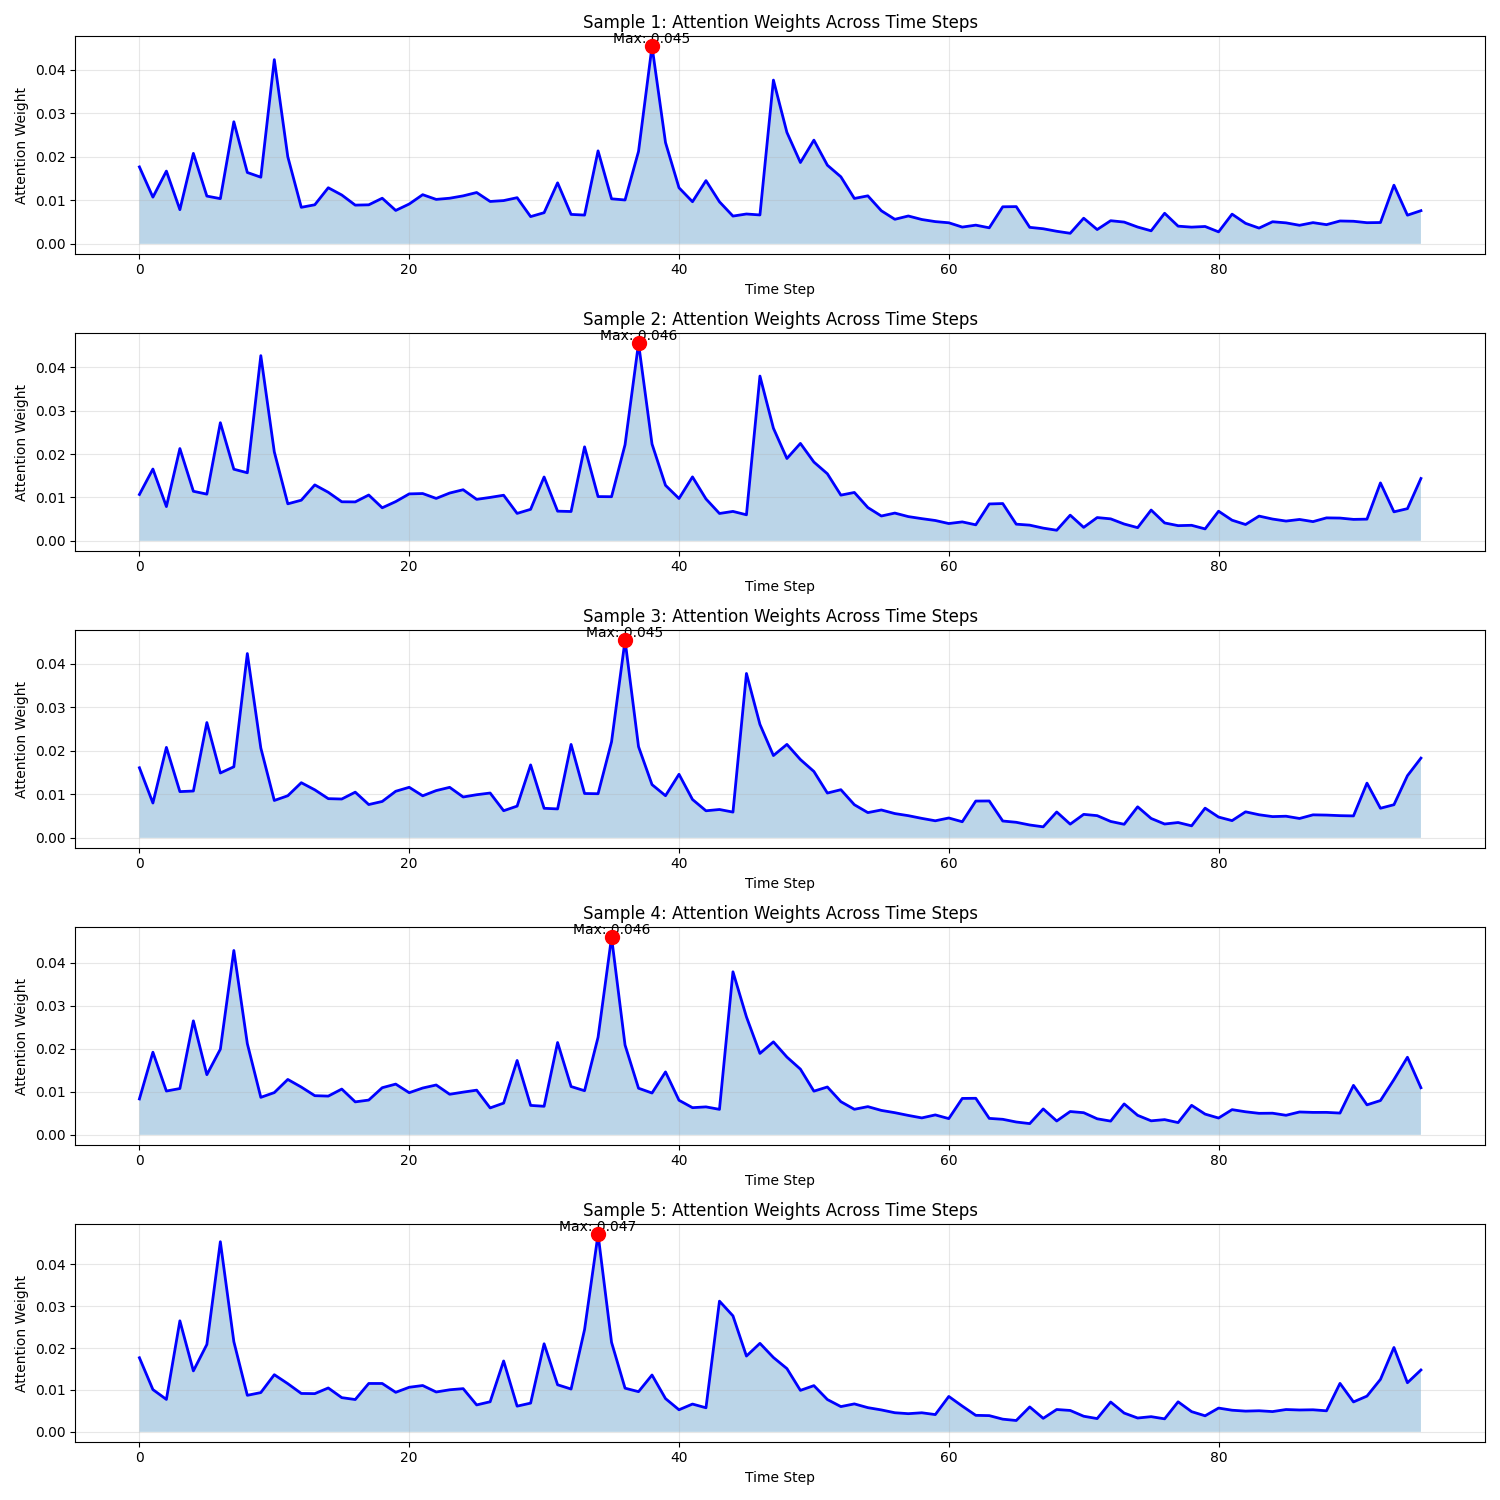 Sample 1: Attention Weights Across Time Steps
Max: 0.045
Attention Weight
0.04
0.03
0.02
0.01
0.00
0 20 40 60 80
Time Step
Sample 2: Attention Weights Across Time Steps
Max: 0.046
Attention Weight
0.04
0.03
0.02
0.01
0.00
0 20 40 60 80
Time Step
Sample 3: Attention Weights Across Time Steps
Max: 0.045
Attention Weight
0.04
0.03
0.02
0.01
0.00
0 20 40 60 80
Time Step
Sample 4: Attention Weights Across Time Steps
Max: 0.046
Attention Weight
0.04
0.03
0.02
0.01
0.00
0 20 40 60 80
Time Step
Sample 5: Attention Weights Across Time Steps
Max: 0.047
Attention Weight
0.04
0.03
0.02
0.01
0.00
0 20 40 60 80
Time Step